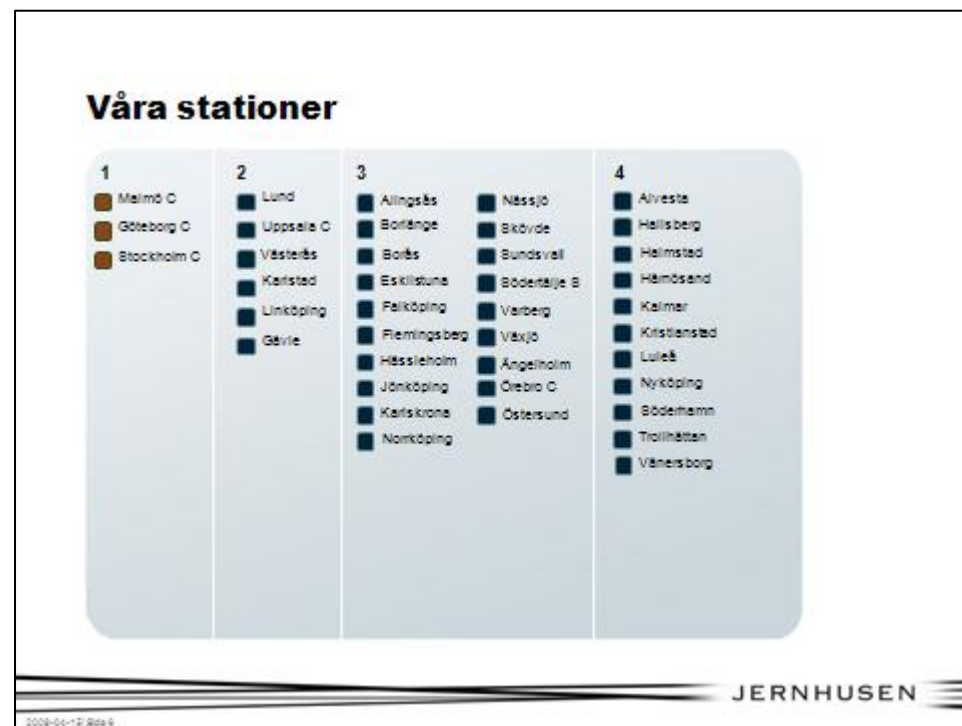 Våra stationer
1
Malmö C
Göteborg C
Stockholm C
2
Lund
Uppsala C
Västerås
Karlstad
Linköping
Gävle
3
Alingsås
Borlänge
Borås
Eskilstuna
Falköping
Flemingsberg
Hässleholm
Jönköping
Karlskrona
Norrköping
Nässjö
Skövde
Sundsvall
Södertälje S
Varberg
Växjö
Ängelholm
Örebro C
Östersund
4
Alvesta
Hallsberg
Halmstad
Härnösand
Kalmar
Kristianstad
Luleå
Nyköping
Söderhamn
Trollhättan
Vänersborg
JERNHUSEN